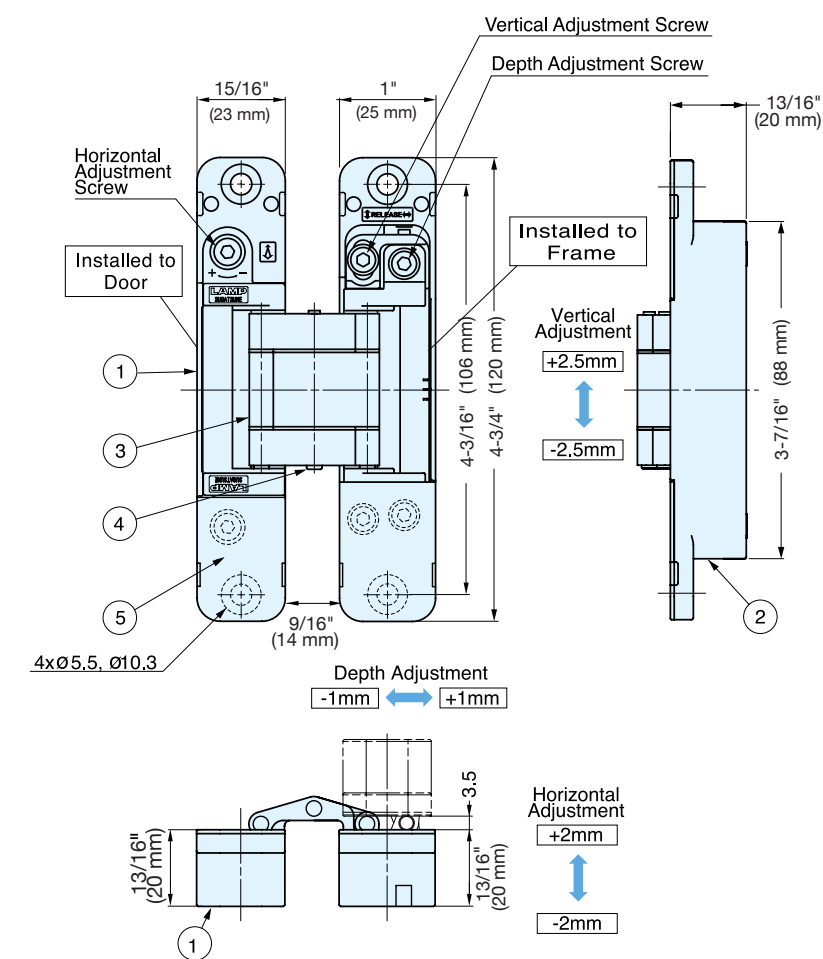 Vertical Adjustment Screw
Depth Adjustment Screw
15/16"
(23 mm)
1"
(25 mm)
13/16"
(20 mm)
Horizontal
Adjustment
Screw
RELEASE
Installed to
Frame
Installed to
Door
+ −
LAMP
SUGATSUNE
Vertical
Adjustment
+2.5mm
-2.5mm
1
3
4
5
2
4-3/16" (106 mm)
4-3/4" (120 mm)
3-7/16" (88 mm)
LAMP
SUGATSUNE
9/16"
(14 mm)
4xØ5.5, Ø10.3
Depth Adjustment
-1mm
+1mm
3.5
Horizontal
Adjustment
+2mm
-2mm
13/16"
(20 mm)
13/16"
(20 mm)
1